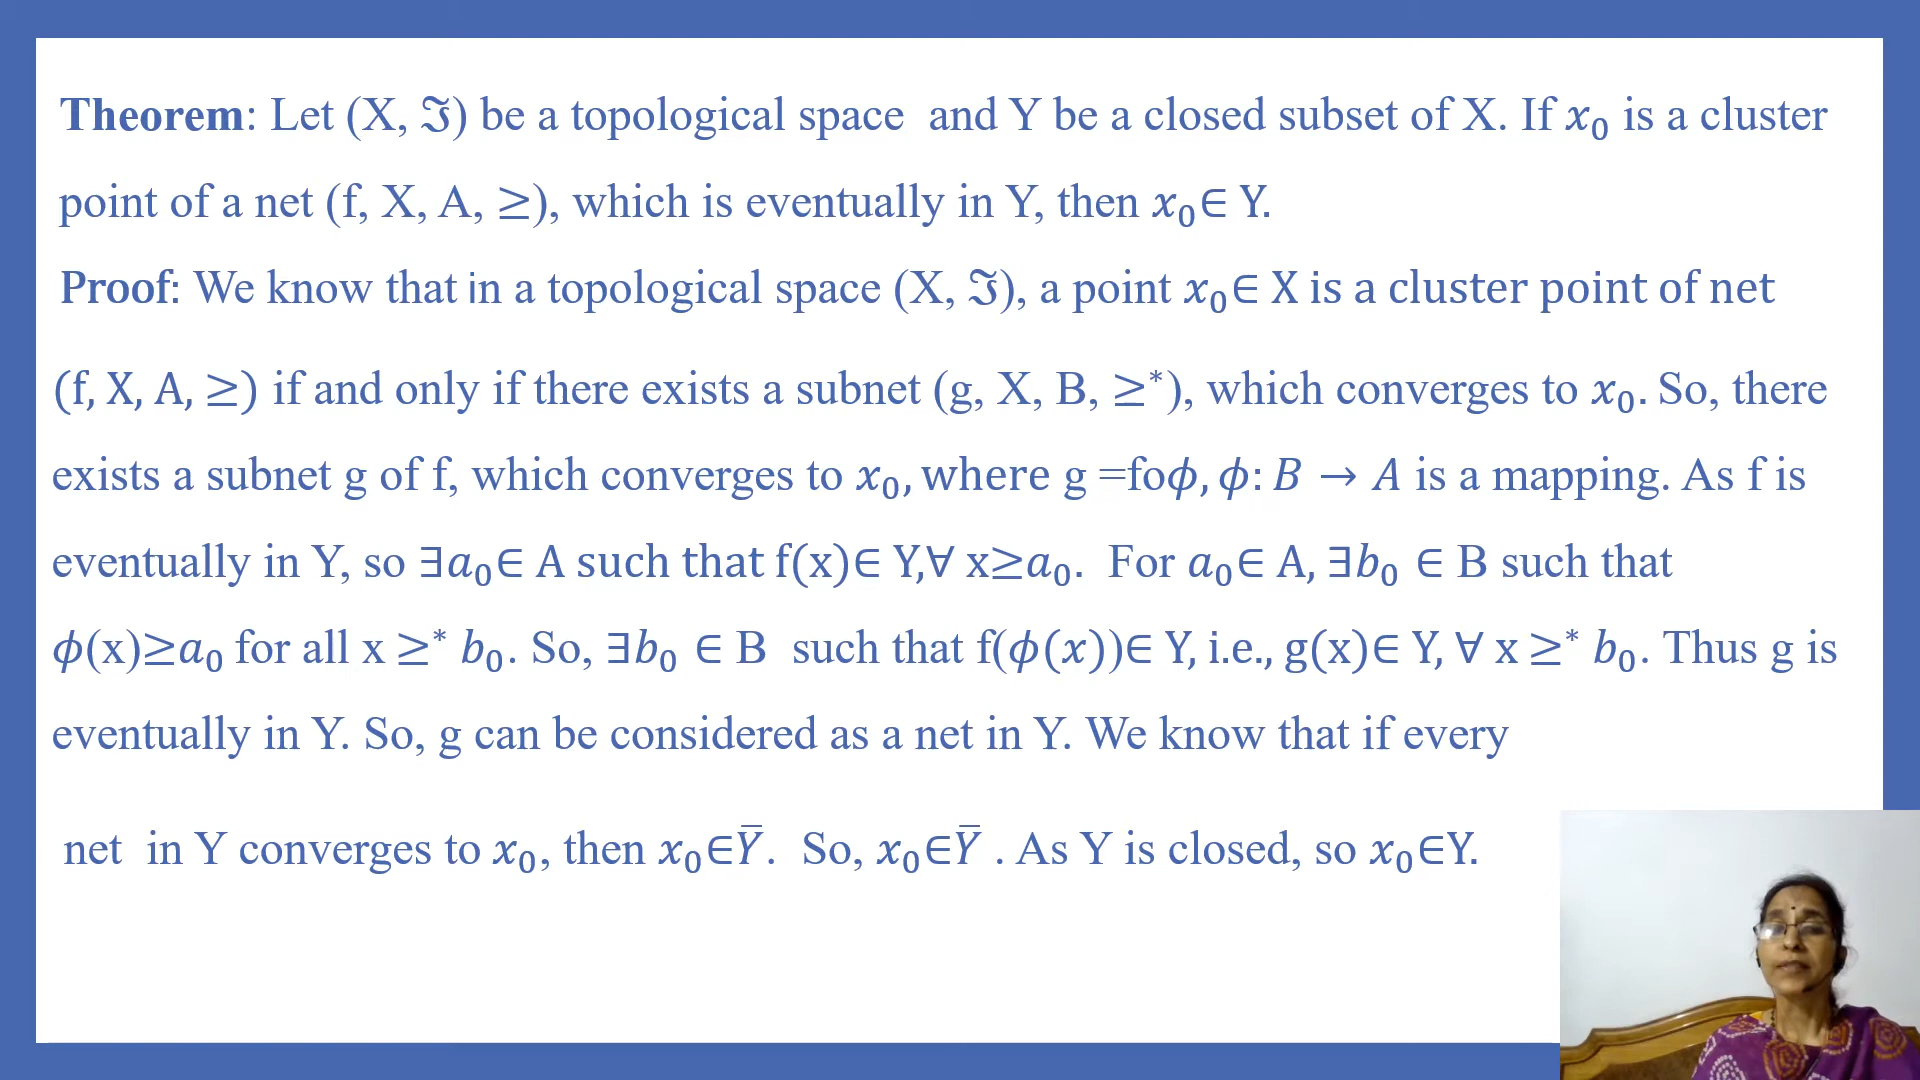 Theorem: Let (X, ℑ) be a topological space and Y be a closed subset of X. If 𝑥₀ is a cluster
point of a net (f, X, A, ≥), which is eventually in Y, then 𝑥₀∈ Y.
Proof: We know that in a topological space (X, ℑ), a point 𝑥₀∈ X is a cluster point of net
(f, X, A, ≥) if and only if there exists a subnet (g, X, B, ≥*), which converges to 𝑥₀. So, there
exists a subnet g of f, which converges to 𝑥₀, where g =foϕ, ϕ: 𝐵 → 𝐴 is a mapping. As f is
eventually in Y, so ∃𝑎₀∈ A such that f(x)∈ Y,∀ x≥𝑎₀. For 𝑎₀∈ A, ∃𝑏₀ ∈ B such that
ϕ(x)≥𝑎₀ for all x ≥* 𝑏₀. So, ∃𝑏₀ ∈ B such that f(ϕ(𝑥))∈ Y, i.e., g(x)∈ Y, ∀ x ≥* 𝑏₀. Thus g is
eventually in Y. So, g can be considered as a net in Y. We know that if every
net in Y converges to 𝑥₀, then 𝑥₀∈Y̅. So, 𝑥₀∈Y̅ . As Y is closed, so 𝑥₀∈Y.